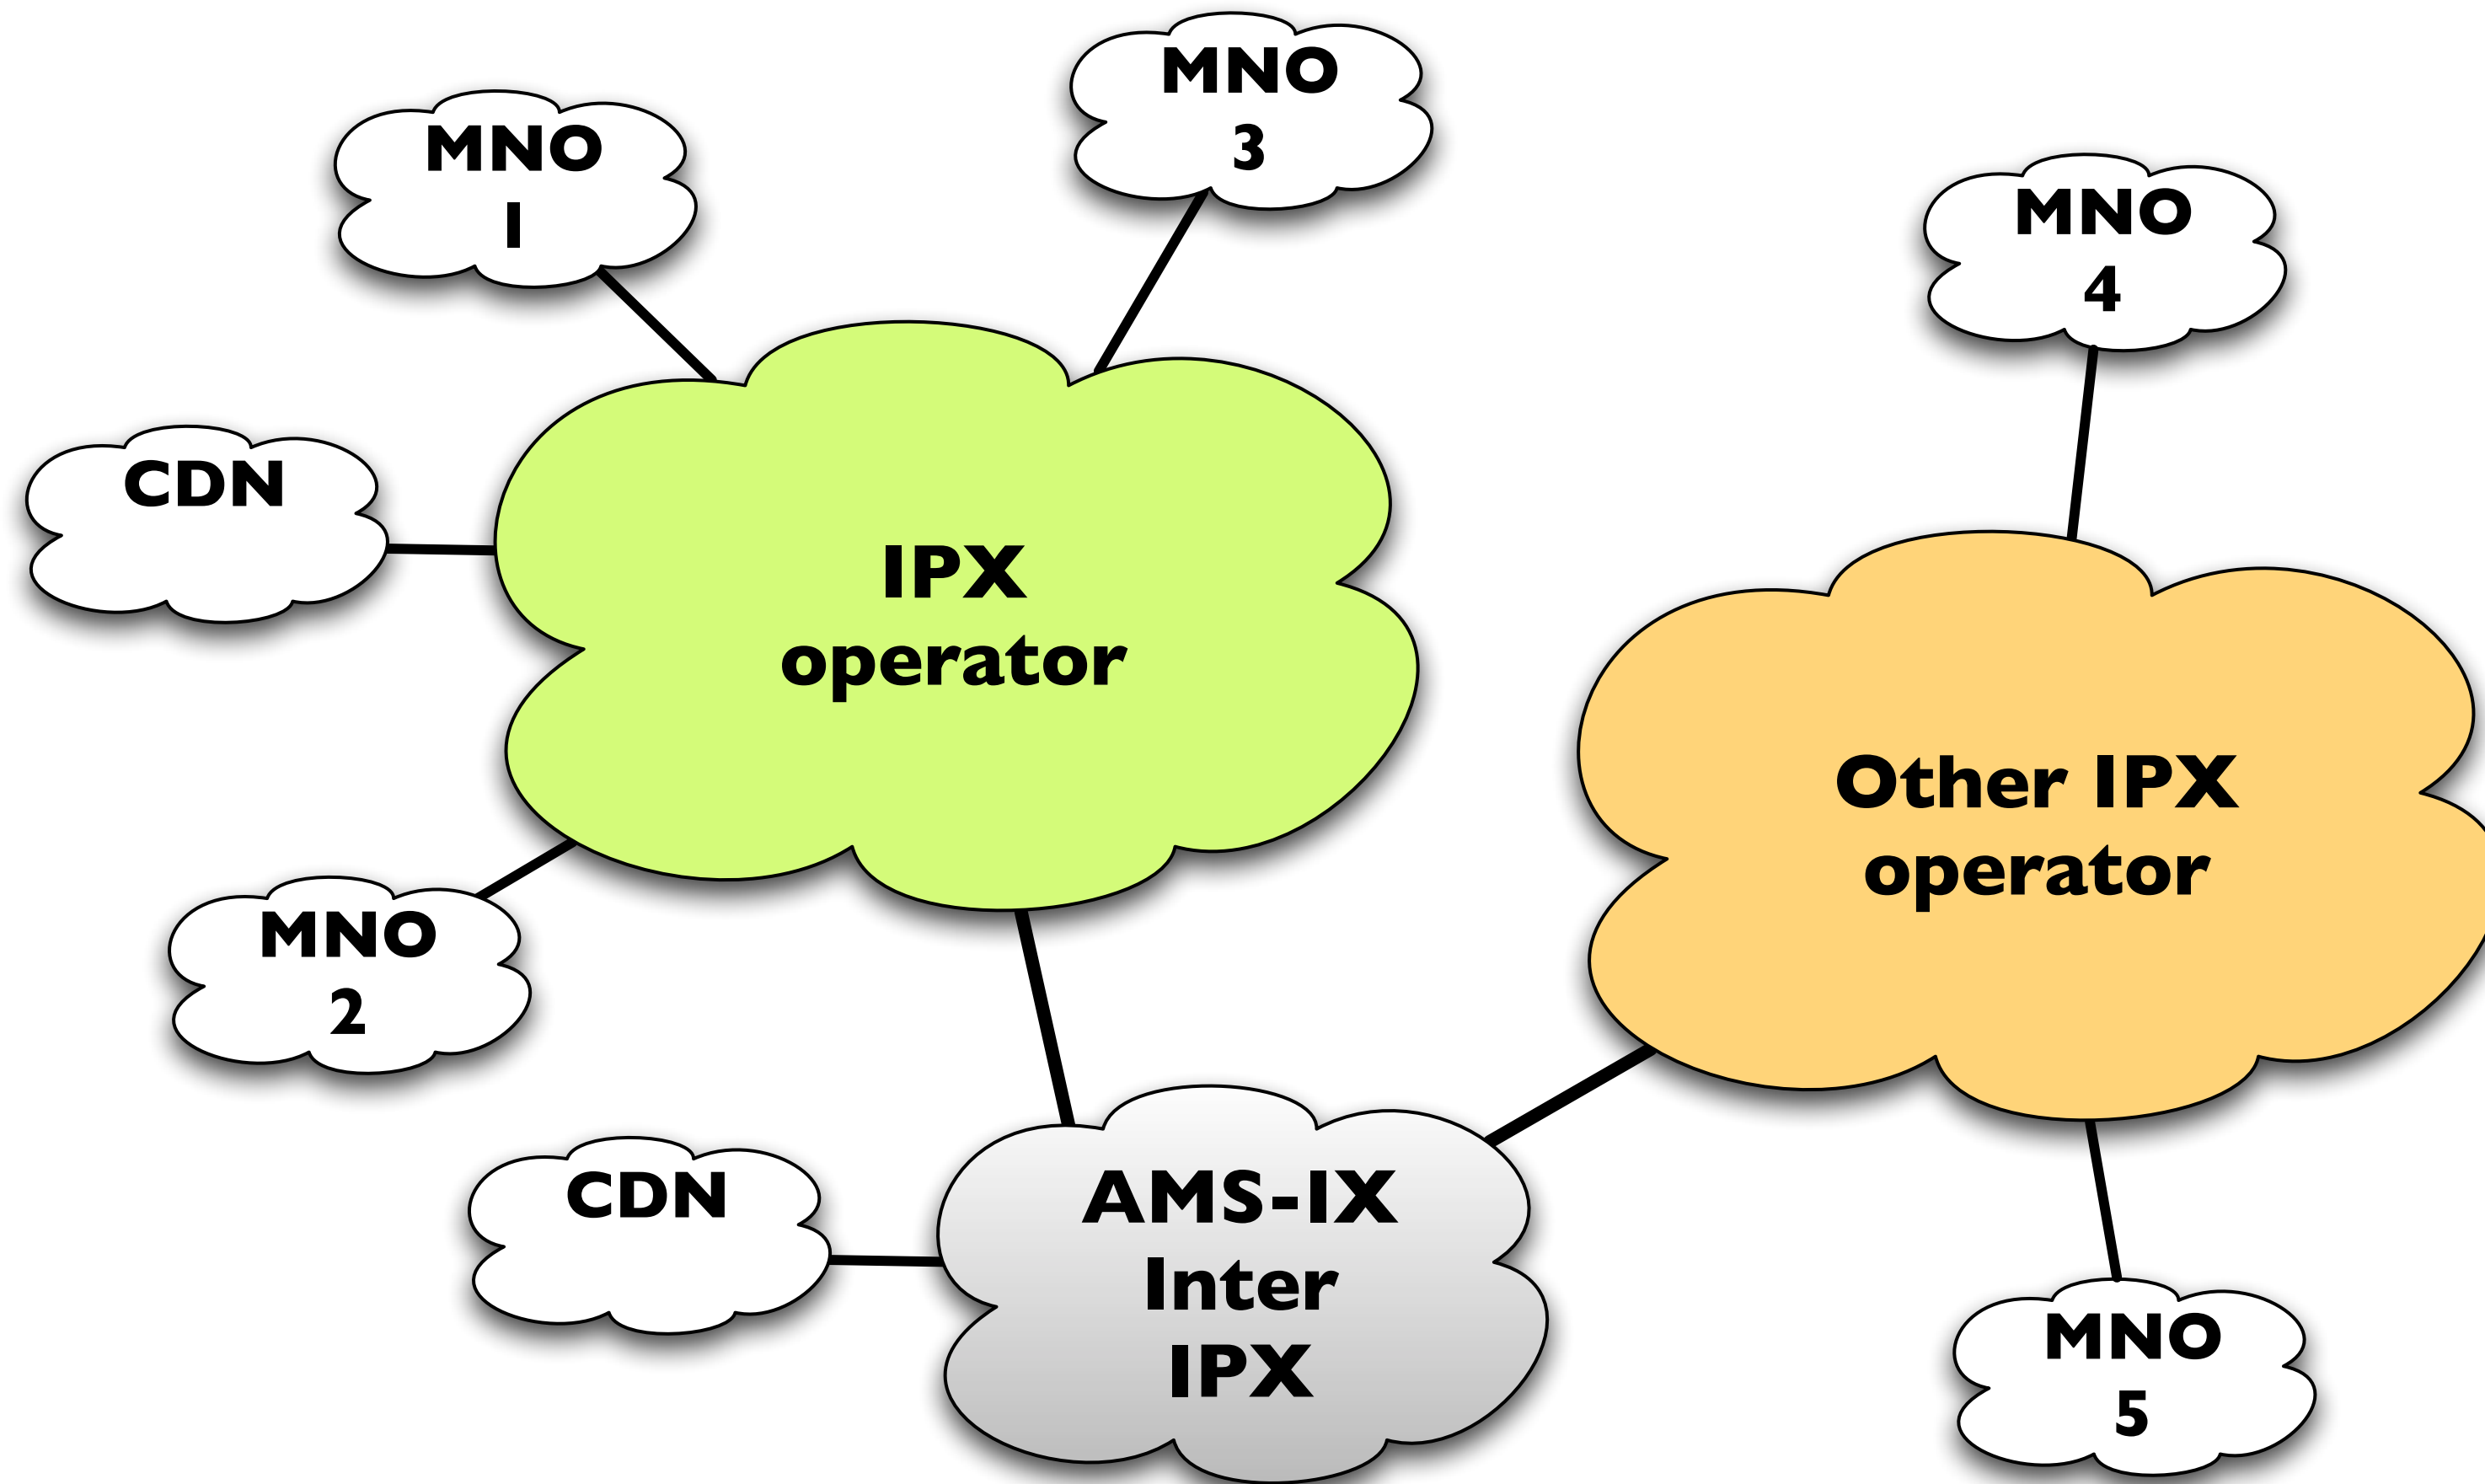 MNO
3
MNO
1
MNO
4
CDN
IPX
operator
Other IPX
operator
MNO
2
CDN
AMS-IX
Inter
IPX
MNO
5